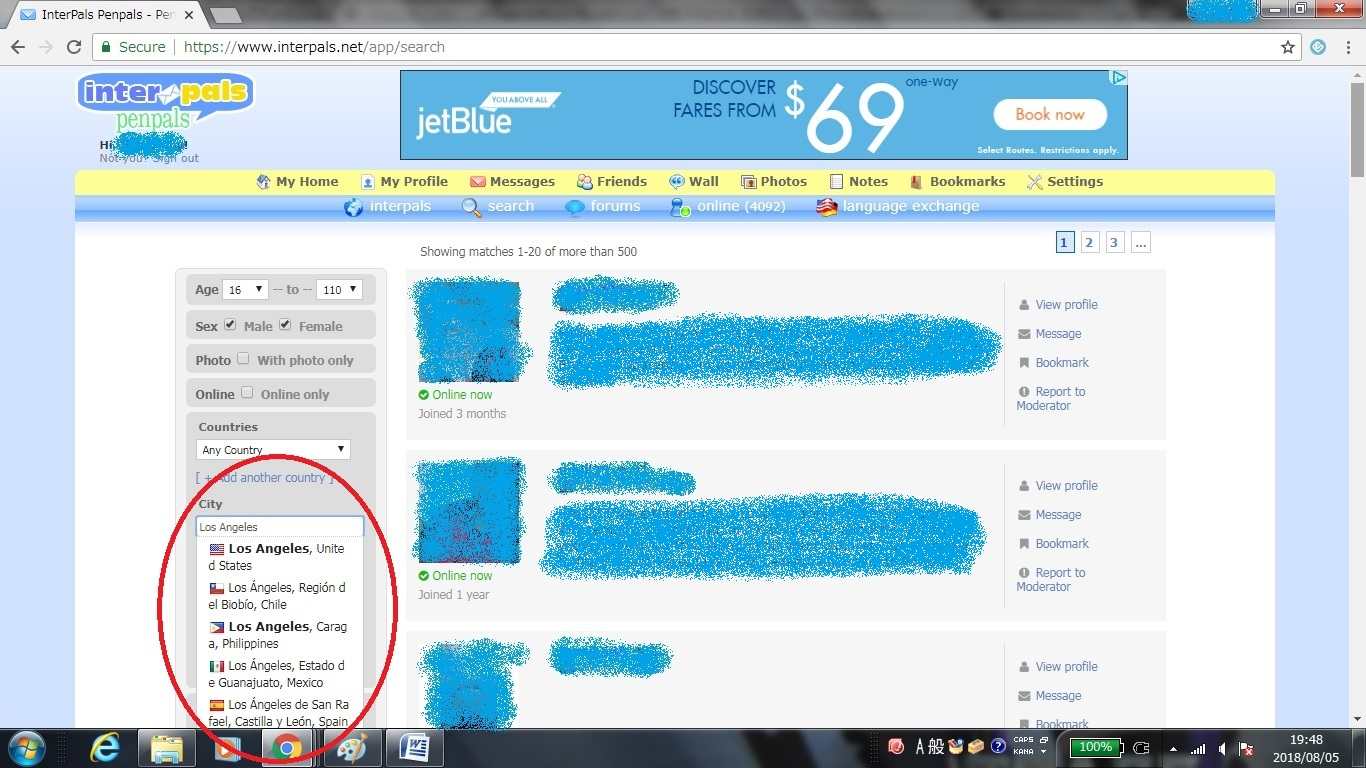 InterPals Penpals - Pen
Secure https://www.interpals.net/app/search
inter pals
penpals
Hi !
Not you? Sign out
jetBlue
YOU ABOVE ALL
DISCOVER
FARES FROM
$69
one-way
Book now
Select Routes. Restrictions apply.
My Home My Profile Messages Friends Wall Photos Notes Bookmarks Settings
interpals search forums online (4092) language exchange
Showing matches 1-20 of more than 500
1 2 3 ...
Age 16 -- to -- 110
Sex Male Female
Photo With photo only
Online Online only
Countries
Any Country
[ + Add another country ]
City
Los Angeles
Los Angeles, Unite
d States
Los Ángeles, Región d
el Biobío, Chile
Los Angeles, Carag
a, Philippines
Los Ángeles, Estado d
e Guanajuato, Mexico
Los Ángeles de San Ra
fael, Castilla y León, Spain
Online now
Joined 3 months
View profile
Message
Bookmark
Report to
Moderator
Online now
Joined 1 year
View profile
Message
Bookmark
Report to
Moderator
View profile
Message
Bookmark
A 般
CAPS
KANA
100%
19:48
2018/08/05